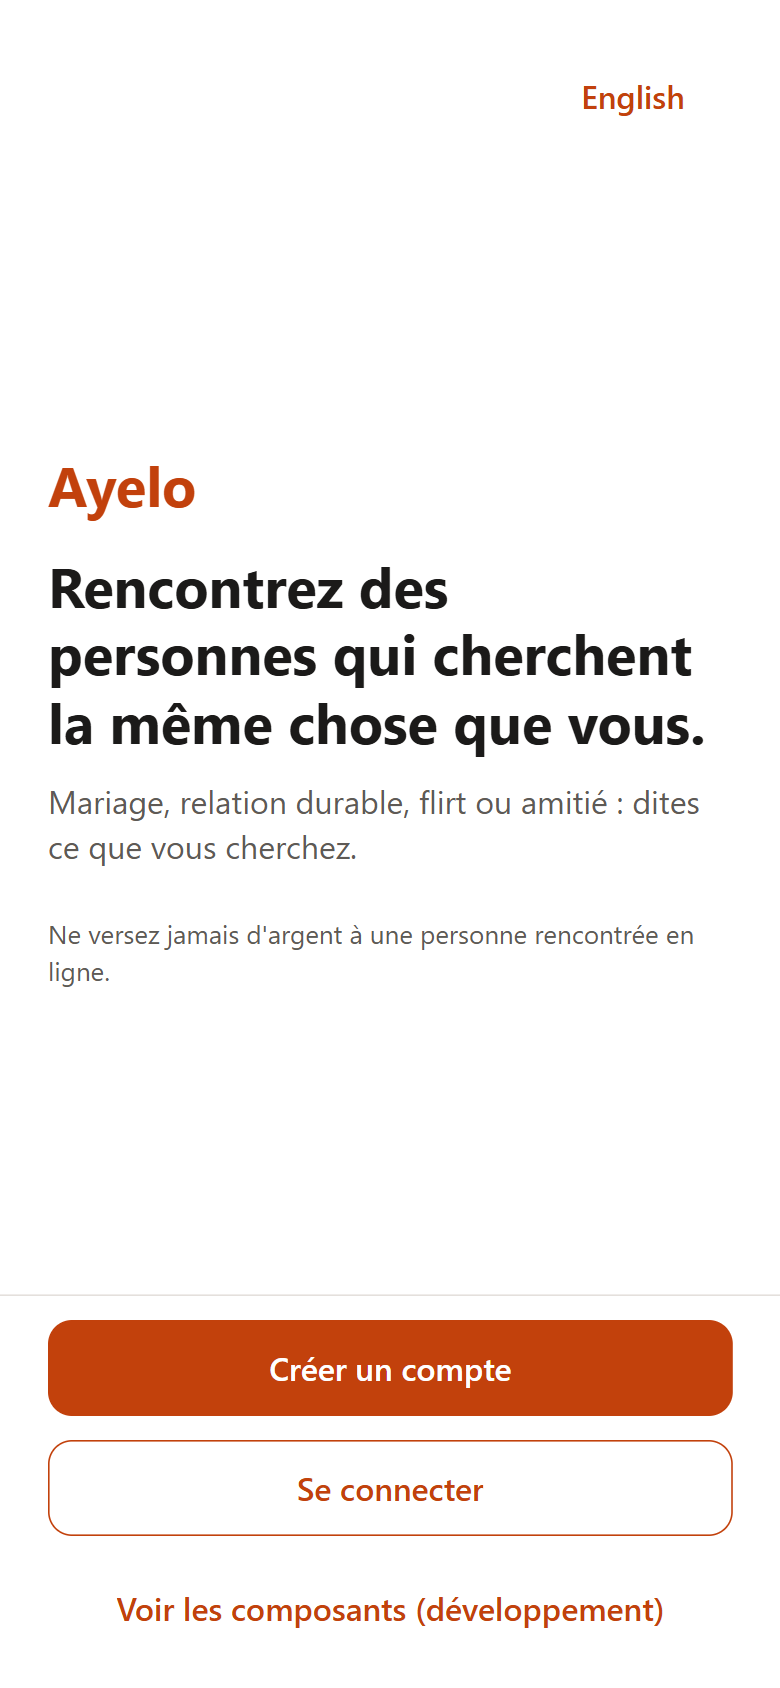 English
Ayelo
Rencontrez des
personnes qui cherchent
la même chose que vous.
Mariage, relation durable, flirt ou amitié : dites
ce que vous cherchez.
Ne versez jamais d'argent à une personne rencontrée en
ligne.
Créer un compte
Se connecter
Voir les composants (développement)